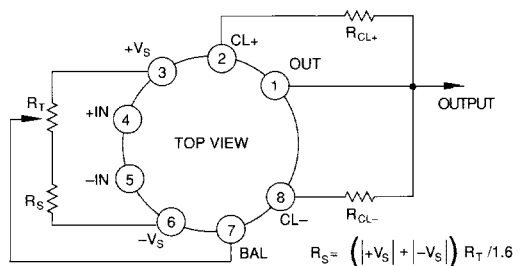 CL+
R_CL+
+V_S
2
3
OUT
1
R_T
+IN
4
OUTPUT
TOP VIEW
5
–IN
R_S
8
6
7
CL–
R_CL–
–V_S
BAL
R_S = (|+V_S| + |–V_S|) R_T /1.6